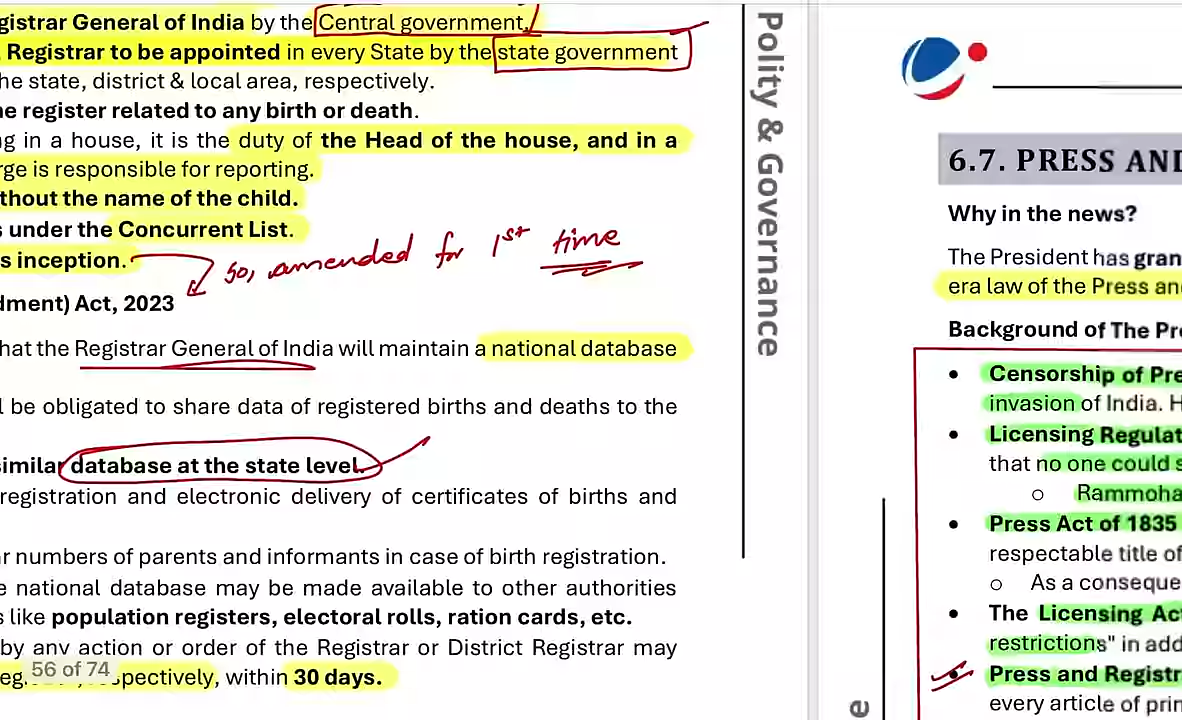 gistrar General of India by the Central government,
Registrar to be appointed in every State by the state government
he state, district & local area, respectively.
ne register related to any birth or death.
ng in a house, it is the duty of the Head of the house, and in a
rge is responsible for reporting.
thout the name of the child.
s under the Concurrent List.
s inception.
so, amended for 1st time
dment) Act, 2023
hat the Registrar General of India will maintain a national database
l be obligated to share data of registered births and deaths to the
similar database at the state level.
registration and electronic delivery of certificates of births and
r numbers of parents and informants in case of birth registration.
e national database may be made available to other authorities
s like population registers, electoral rolls, ration cards, etc.
by any action or order of the Registrar or District Registrar may
spectively, within 30 days.
56 of 74
Polity & Governance
6.7. PRESS AND
Why in the news?
The President has gran
era law of the Press an
Background of The Pre
• Censorship of Pre
invasion of India. H
• Licensing Regulat
that no one could s
o Rammoha
• Press Act of 1835
respectable title of
o As a conseque
• The Licensing Act
restrictions" in add
• Press and Registr
every article of prin
e